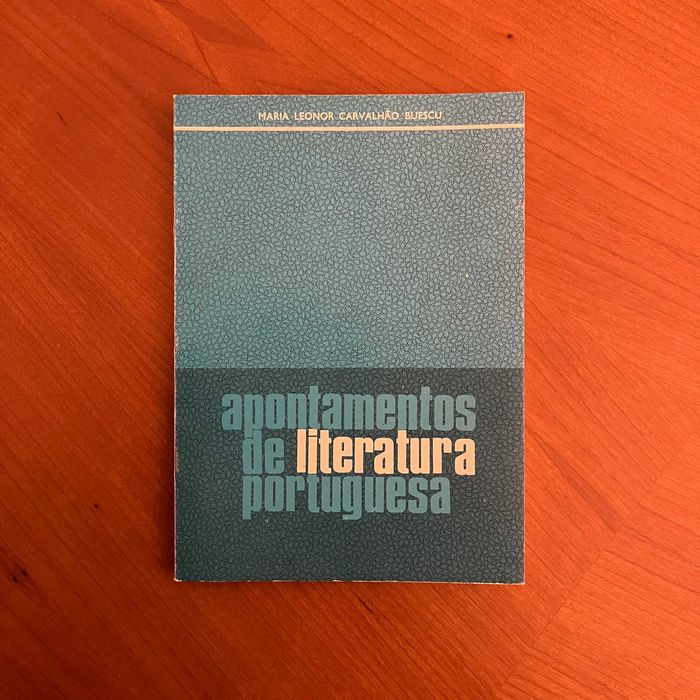 MARIA LEONOR CARVALHÃO BUESCU
apontamentos
de literatura
portuguesa